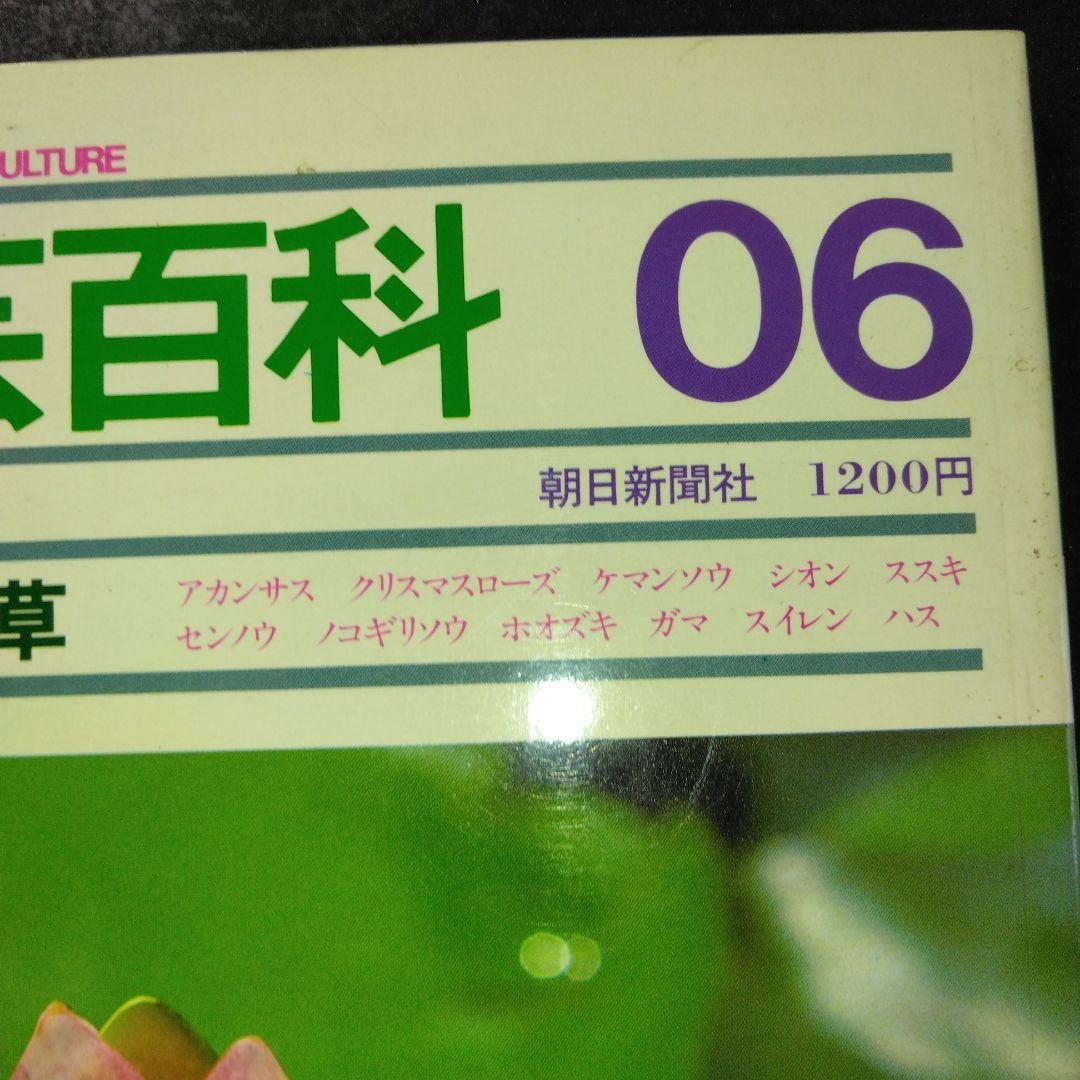 ULTURE
芸百科 06
朝日新聞社 1200円
草 アカンサス クリスマスローズ ケマンソウ シオン ススキ
センノウ ノコギリソウ ホオズキ ガマ スイレン ハス